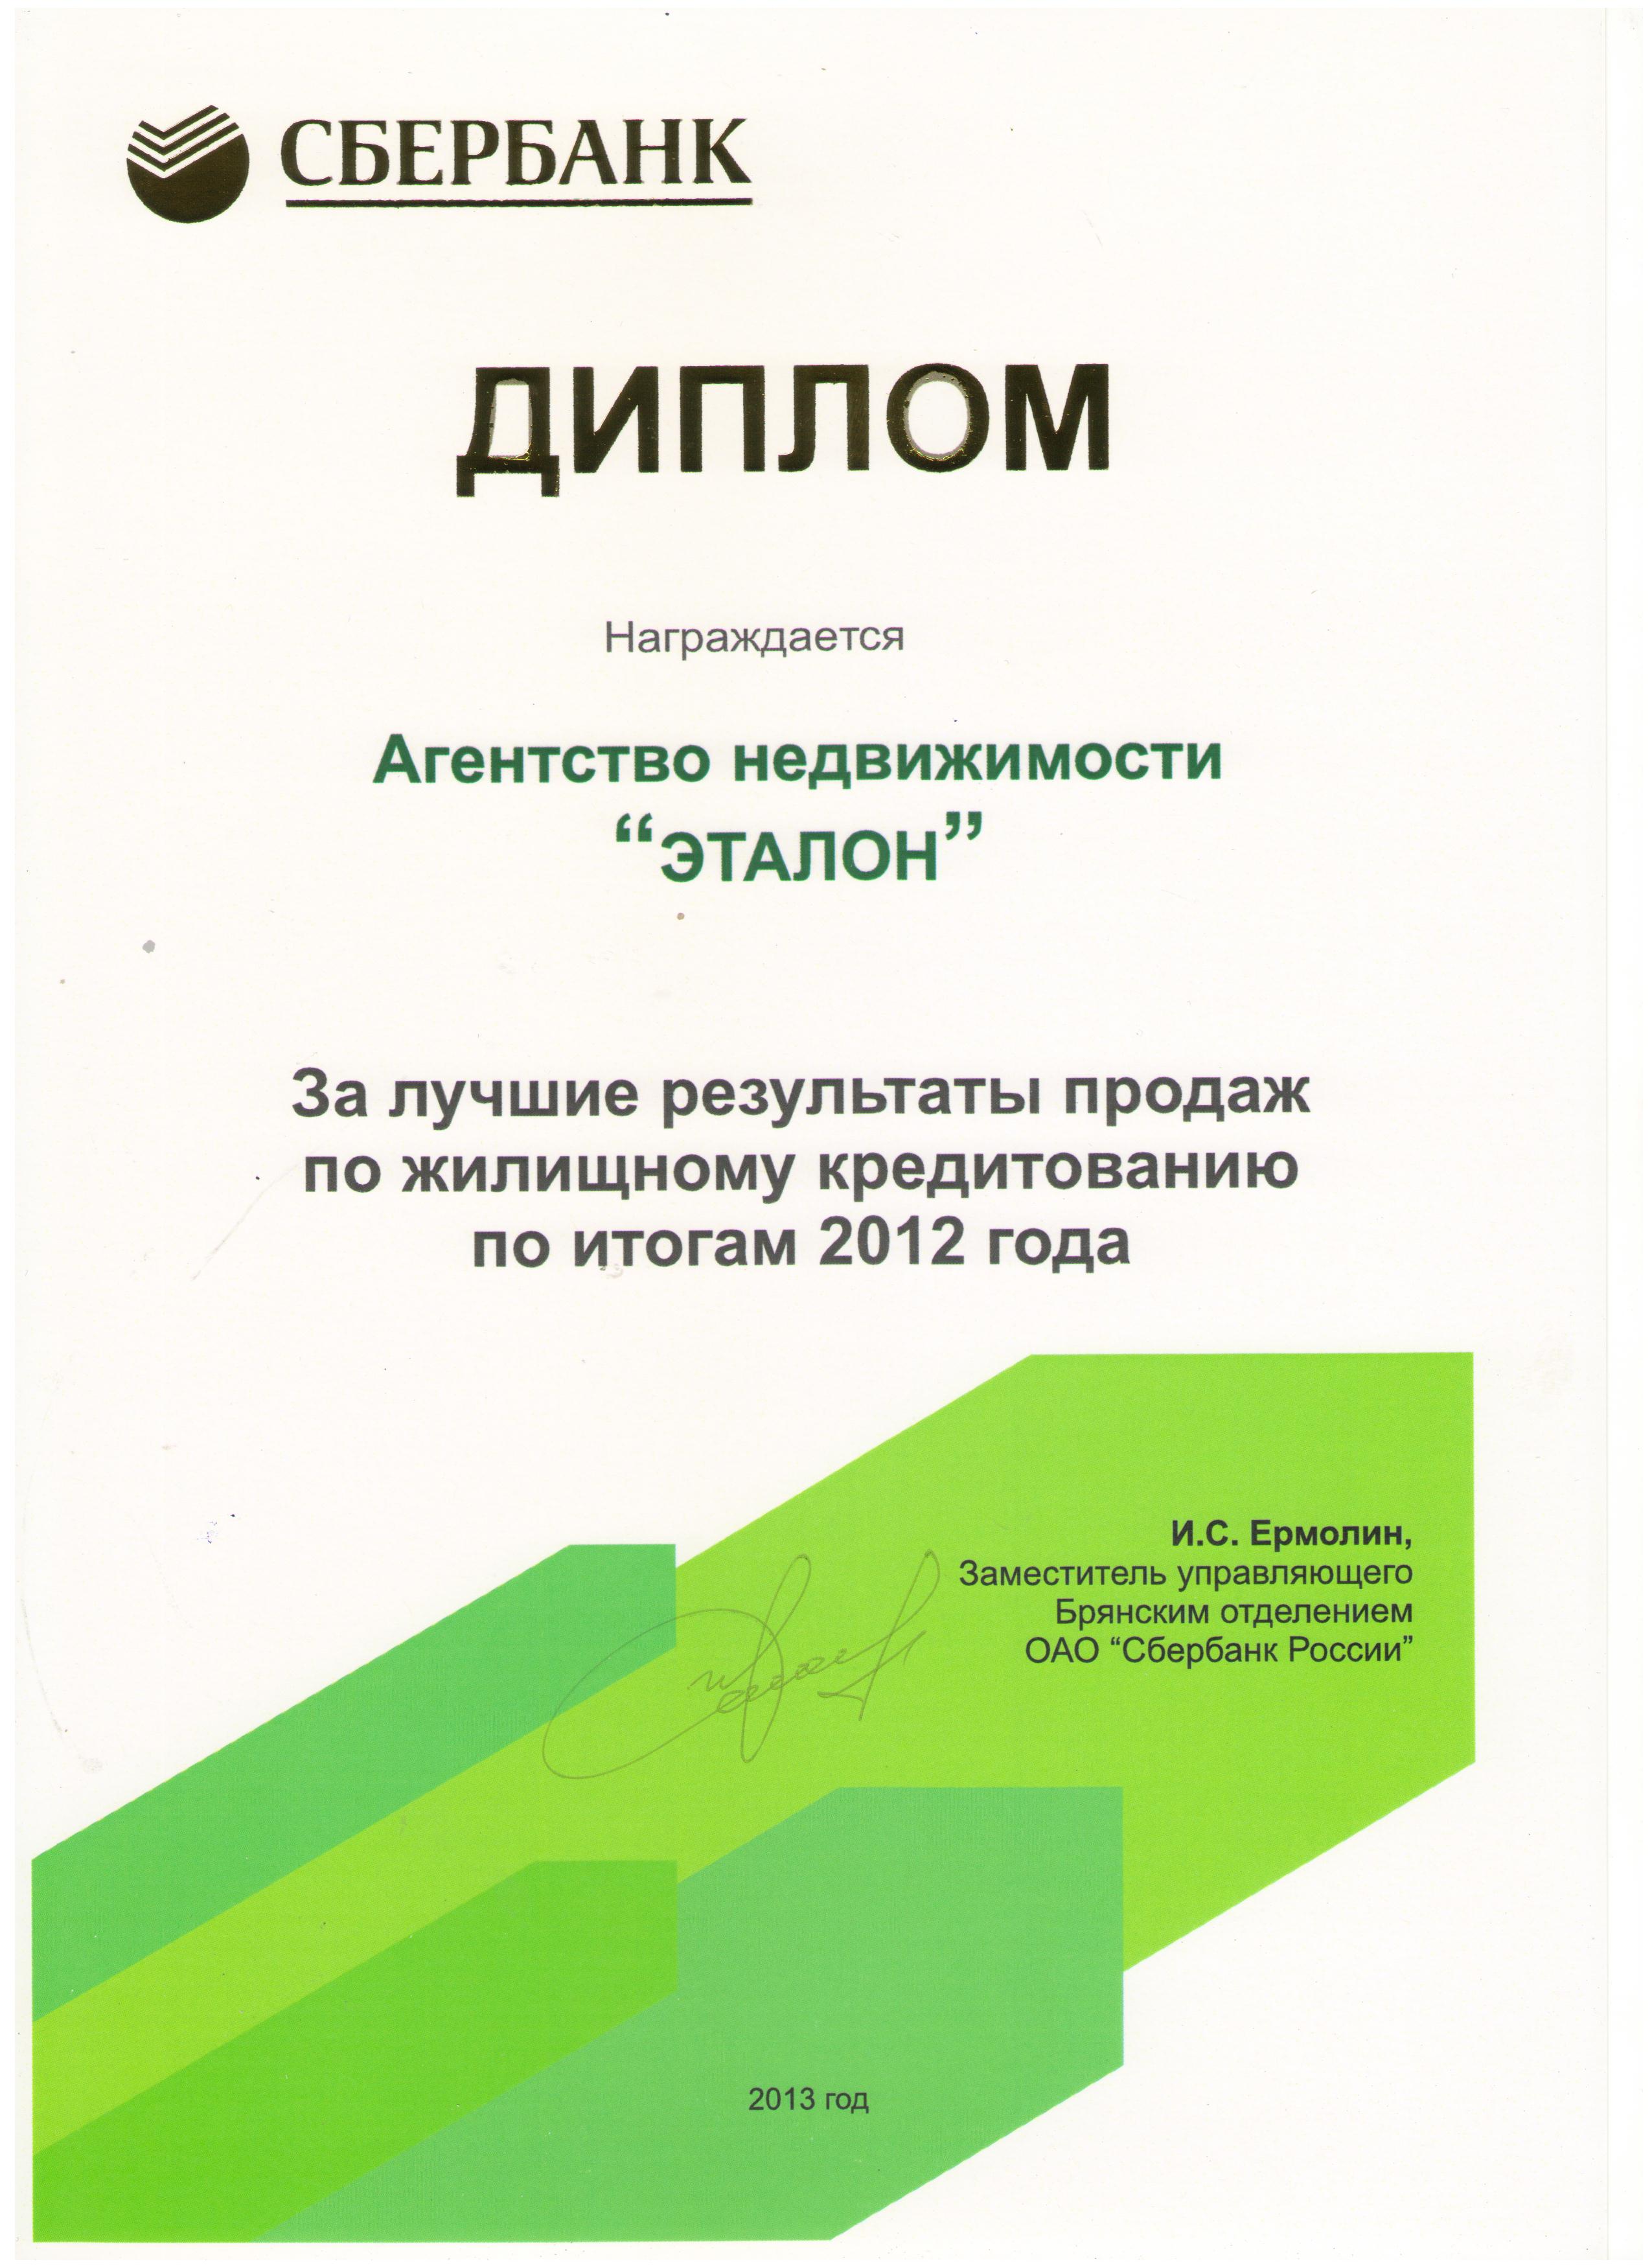 СБЕРБАНК
ДИПЛОМ
Награждается
Агентство недвижимости
“ЭТАЛОН”
За лучшие результаты продаж
по жилищному кредитованию
по итогам 2012 года
И.С. Ермолин,
Заместитель управляющего
Брянским отделением
ОАО “Сбербанк России”
2013 год